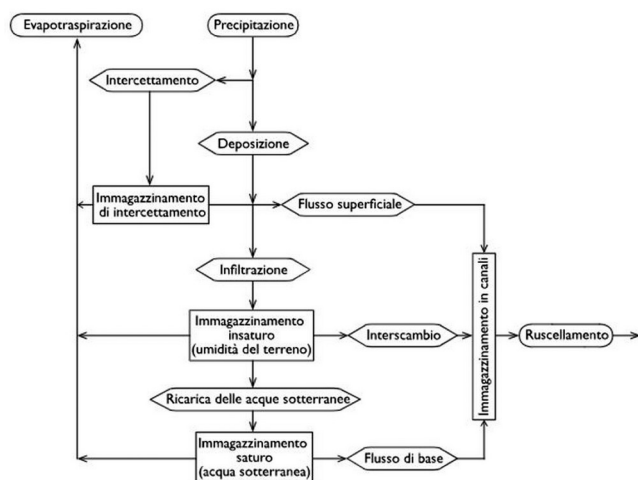 Evapotraspirazione
Precipitazione
Intercettamento
Deposizione
Immagazzinamento
di intercettamento
Flusso superficiale
Infiltrazione
Immagazzinamento
insaturo
(umidità del terreno)
Interscambio
Immagazzinamento in canali
Ruscellamento
Ricarica delle acque sotterranee
Immagazzinamento
saturo
(acqua sotterranea)
Flusso di base